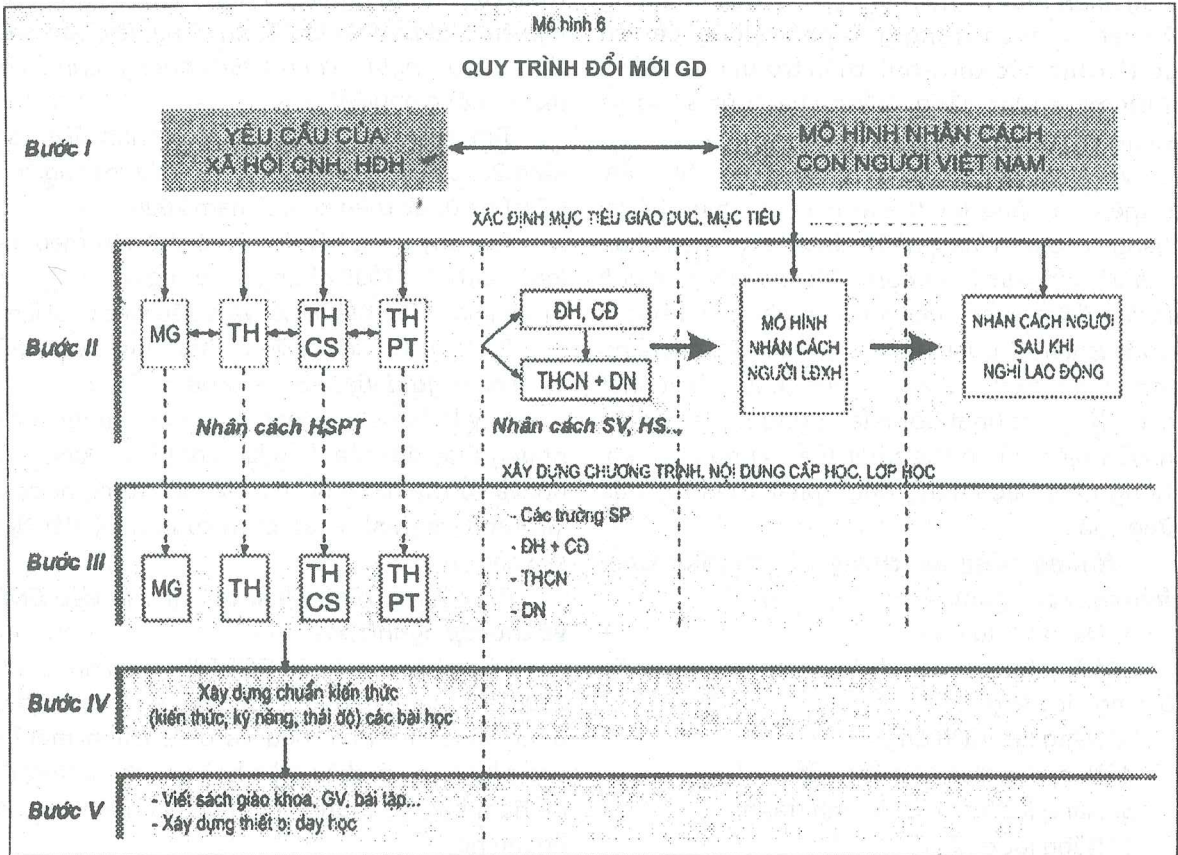 Mô hình 6
QUY TRÌNH ĐỔI MỚI GD
Bước I
YÊU CẦU CỦA
XÃ HỘI CNH, HĐH
MÔ HÌNH NHÂN CÁCH
CON NGƯỜI VIỆT NAM...
XÁC ĐỊNH MỤC TIÊU GIÁO DỤC, MỤC TIÊU
Bước II
MG
TH
TH
CS
TH
PT
ĐH, CĐ
THCN + DN
MÔ HÌNH
NHÂN CÁCH
NGƯỜI LĐXH
NHÂN CÁCH NGƯỜI
SAU KHI
NGHỈ LAO ĐỘNG
Nhân cách HSPT
Nhân cách SV, HS...
XÂY DỰNG CHƯƠNG TRÌNH, NỘI DUNG CẤP HỌC, LỚP HỌC
Bước III
MG
TH
TH
CS
TH
PT
- Các trường SP
- ĐH + CĐ
- THCN
- DN
Bước IV
Xây dựng chuẩn kiến thức
(kiến thức, kỹ năng, thái độ) các bài học
Bước V
- Viết sách giáo khoa, GV, bài tập...
- Xây dựng thiết bị dạy học